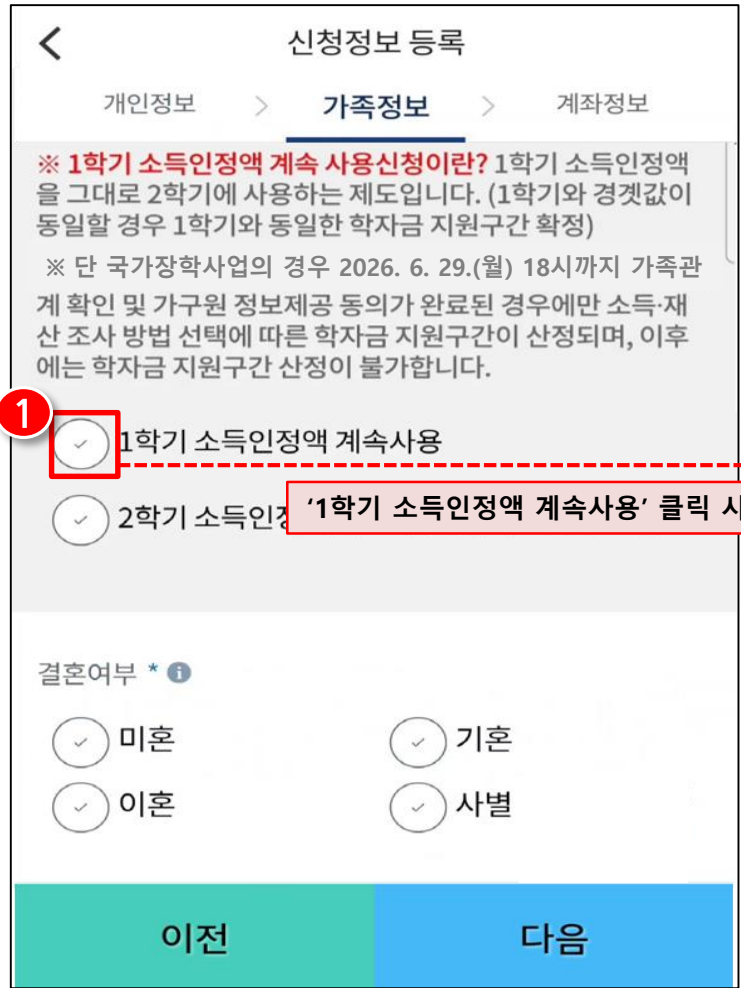 신청정보 등록
개인정보 > 가족정보 > 계좌정보
※ 1학기 소득인정액 계속 사용신청이란? 1학기 소득인정액
을 그대로 2학기에 사용하는 제도입니다. (1학기와 경곗값이
동일할 경우 1학기와 동일한 학자금 지원구간 확정)
※ 단 국가장학사업의 경우 2026. 6. 29.(월) 18시까지 가족관
계 확인 및 가구원 정보제공 동의가 완료된 경우에만 소득·재
산 조사 방법 선택에 따른 학자금 지원구간이 산정되며, 이후
에는 학자금 지원구간 산정이 불가합니다.
1
1학기 소득인정액 계속사용
2학기 소득인정
‘1학기 소득인정액 계속사용’ 클릭 시
결혼여부 *
미혼 기혼
이혼 사별
이전 다음